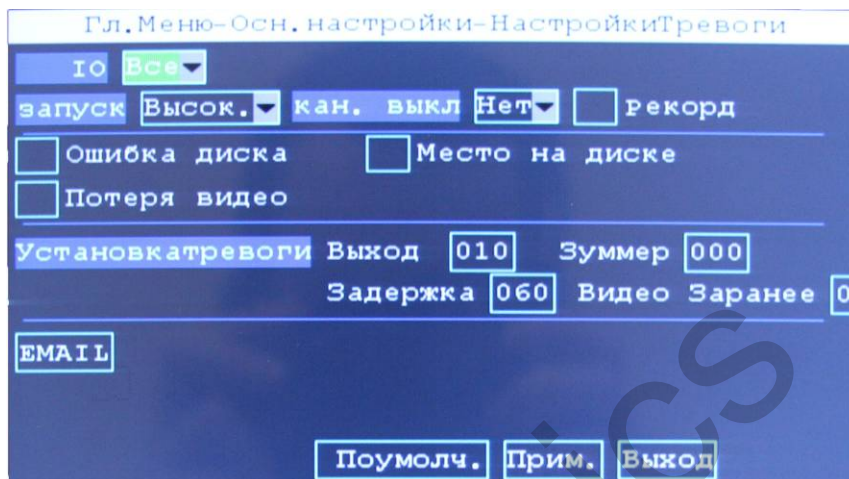 Гл.Меню-Осн.настройки-НастройкиТревоги
IO Все
запуск Высок. кан. выкл Нет Рекорд
Ошибка диска Место на диске
Потеря видео
Установкатревоги Выход 010 Зуммер 000
Задержка 060 Видео Заранее 0
EMAIL
Поумолч. Прим. Выход